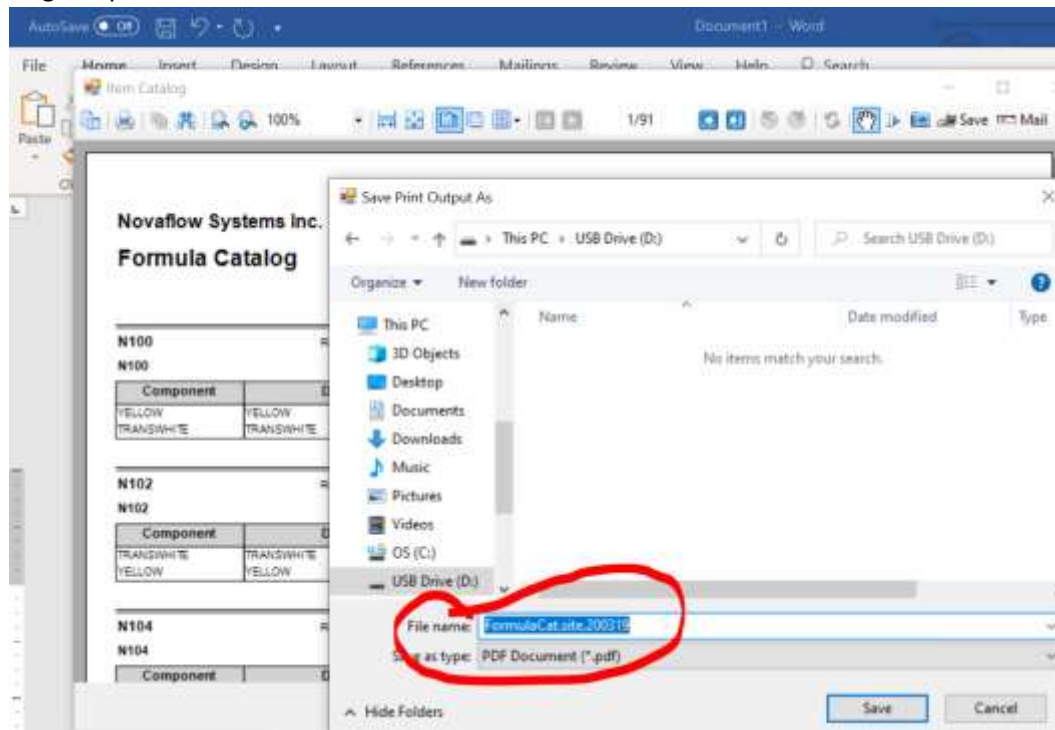 AutoSave Off Document1 - Word
File Home Insert Design Layout References Mailings Review View Help Search
Item Catalog
Paste
100% 1/91 Save Mail
Save Print Output As
This PC › USB Drive (D:) Search USB Drive (D:)
Organize New folder
Novaflow Systems Inc.
Formula Catalog
N100
N100
Component
YELLOW YELLOW
TRANSWHITE TRANSWHITE
N102
N102
Component
TRANSWHITE TRANSWHITE
YELLOW YELLOW
N104
N104
Component
Name Date modified Type
No items match your search.
This PC
3D Objects
Desktop
Documents
Downloads
Music
Pictures
Videos
OS (C:)
USB Drive (D:)
File name: FormulaCat.site.200319
Save as type: PDF Document (*.pdf)
Hide Folders Save Cancel